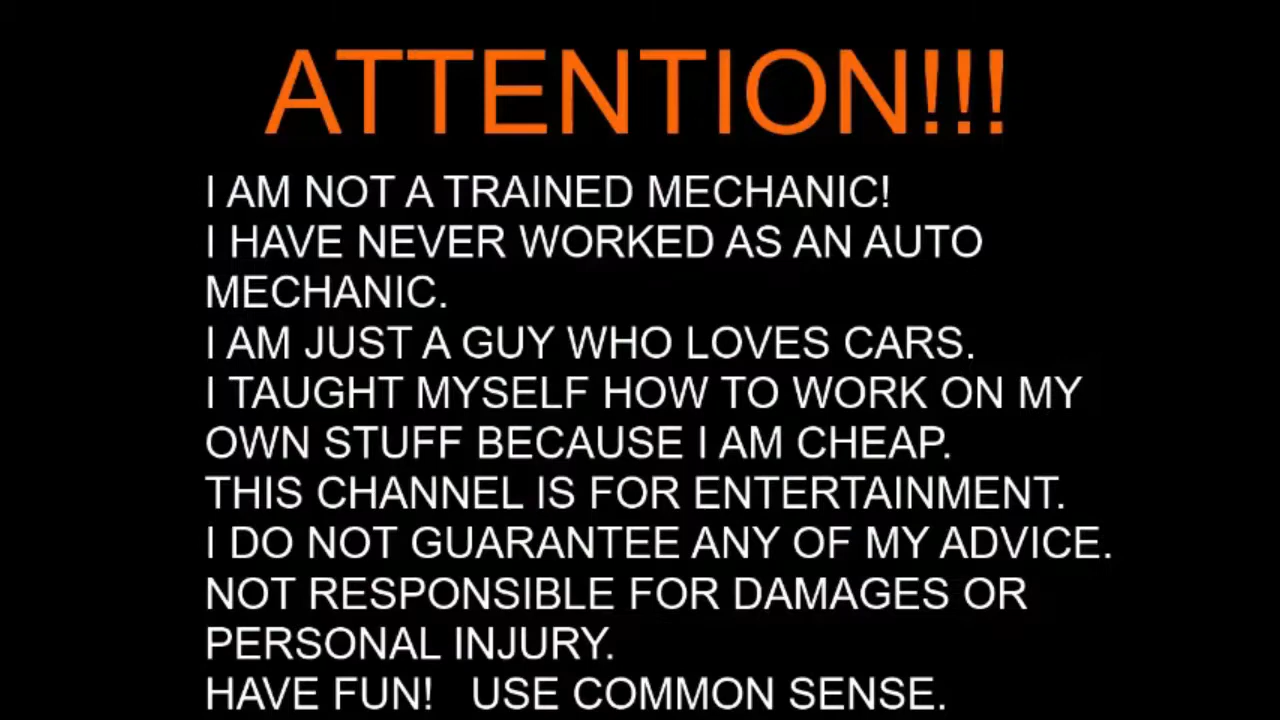 ATTENTION!!!
I AM NOT A TRAINED MECHANIC!
I HAVE NEVER WORKED AS AN AUTO
MECHANIC.
I AM JUST A GUY WHO LOVES CARS.
I TAUGHT MYSELF HOW TO WORK ON MY
OWN STUFF BECAUSE I AM CHEAP.
THIS CHANNEL IS FOR ENTERTAINMENT.
I DO NOT GUARANTEE ANY OF MY ADVICE.
NOT RESPONSIBLE FOR DAMAGES OR
PERSONAL INJURY.
HAVE FUN!   USE COMMON SENSE.